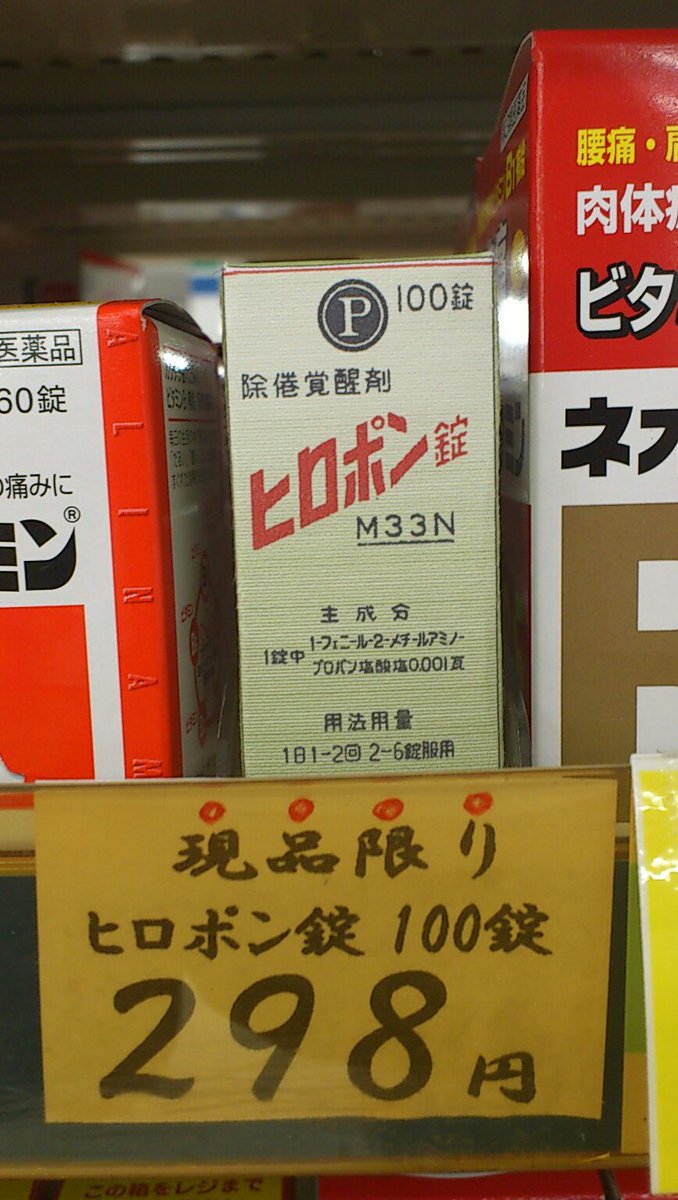 医薬品
60錠
の痛みに
ミン®
ALINAM
P
100錠
除倦覚醒剤
ヒロポン錠
M33N
主成分
1錠中 1-フェニール-2-メチールアミノ-
プロパン塩酸塩0.001瓦
用法用量
1日1-2回 2~6錠服用
腰痛・肩
肉体疲
ビタ
ネオ
現品限り
ヒロポン錠 100錠
298円
この箱をレジまで